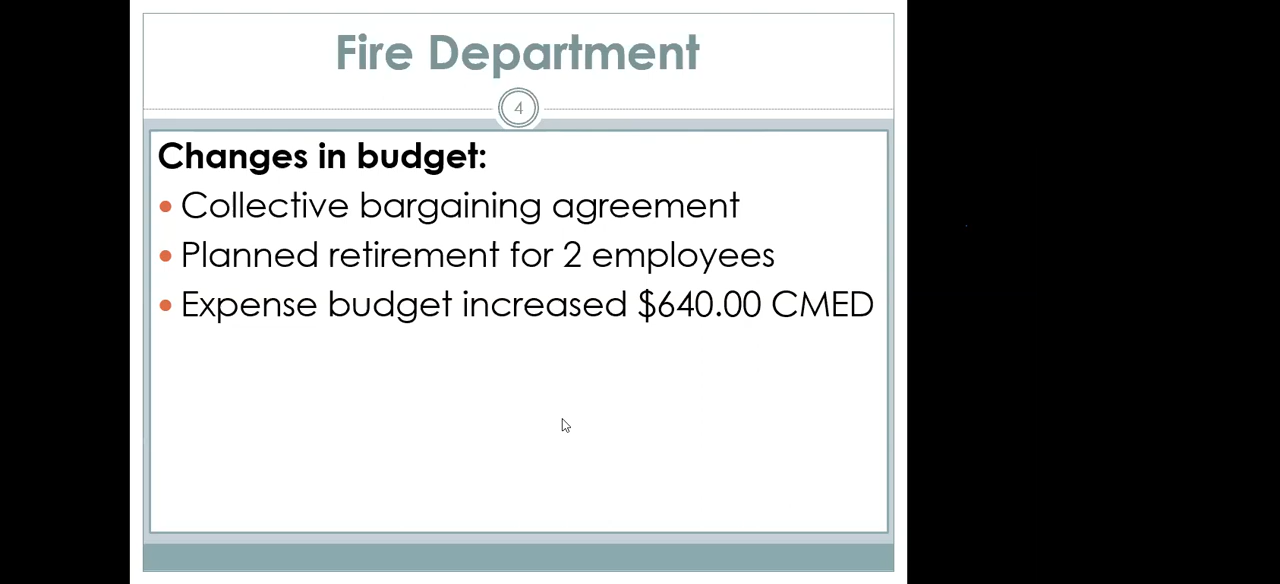 Fire Department
4
Changes in budget:
• Collective bargaining agreement
• Planned retirement for 2 employees
• Expense budget increased $640.00 CMED